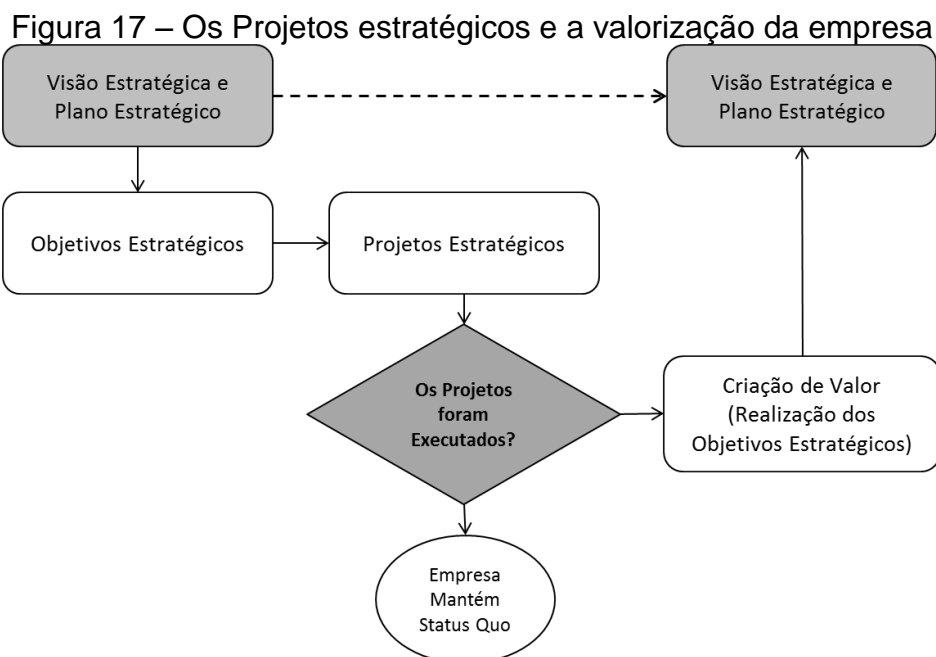 Figura 17 – Os Projetos estratégicos e a valorização da empresa
Visão Estratégica e
Plano Estratégico
Visão Estratégica e
Plano Estratégico
Objetivos Estratégicos
Projetos Estratégicos
Os Projetos
foram
Executados?
Criação de Valor
(Realização dos
Objetivos Estratégicos)
Empresa
Mantém
Status Quo